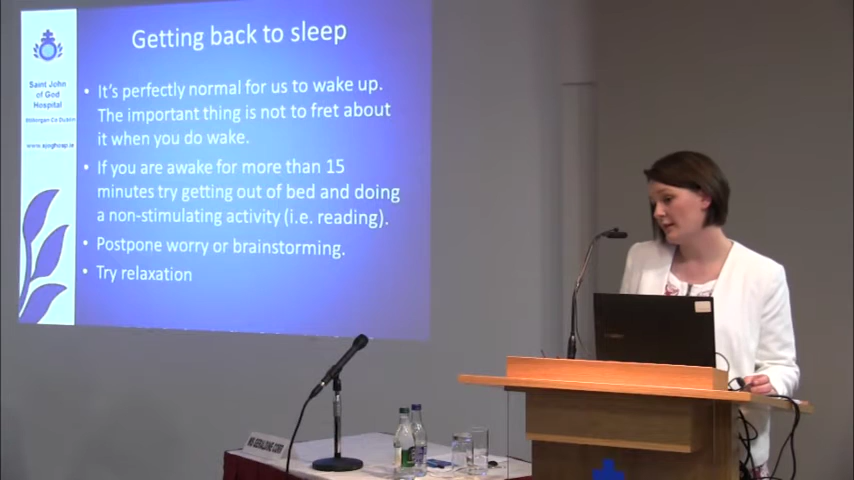 Getting back to sleep
Saint John
of God
Hospital
Stillorgan Co Dublin
www.sjoghosp.ie
• It's perfectly normal for us to wake up.
The important thing is not to fret about
it when you do wake.
• If you are awake for more than 15
minutes try getting out of bed and doing
a non-stimulating activity (i.e. reading).
• Postpone worry or brainstorming.
• Try relaxation
MS GERALDINE